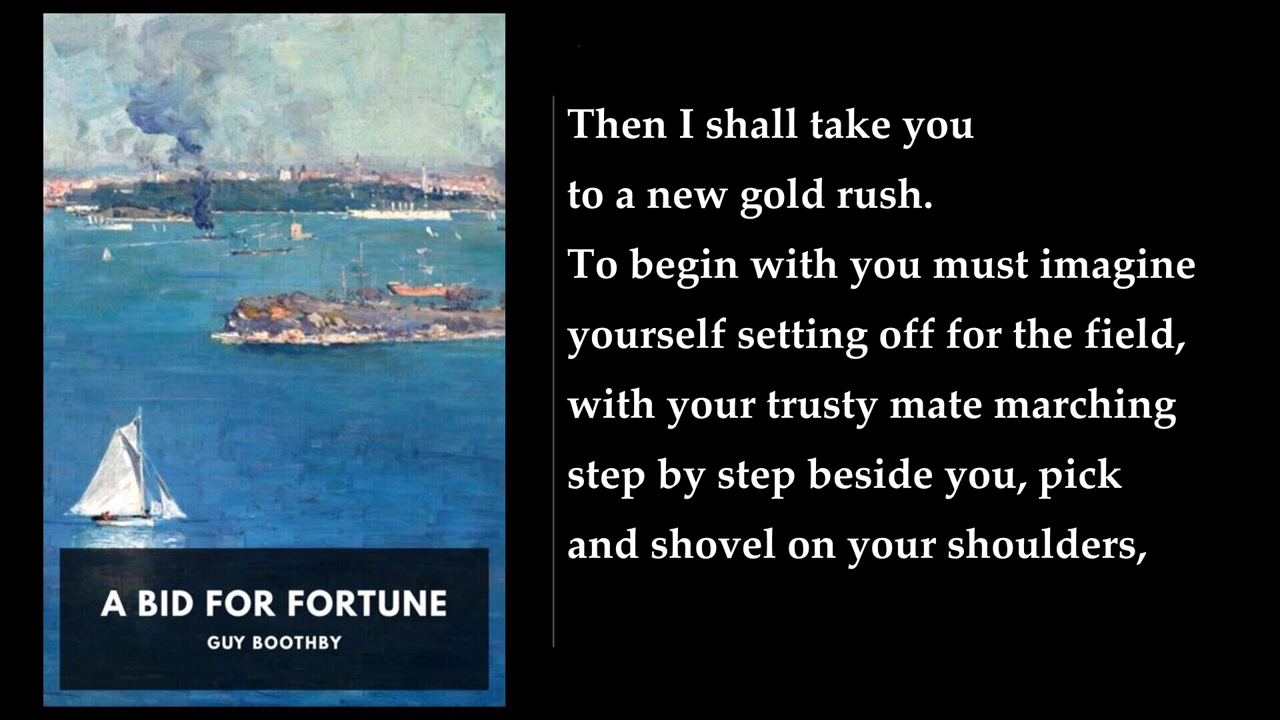 Then I shall take you
to a new gold rush.
To begin with you must imagine
yourself setting off for the field,
with your trusty mate marching
step by step beside you, pick
and shovel on your shoulders,
A BID FOR FORTUNE
GUY BOOTHBY